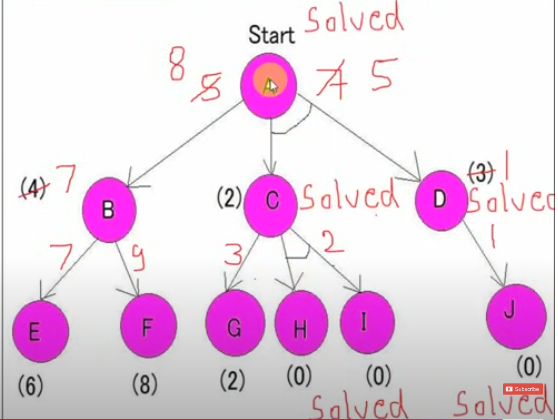 Solved
Start
8 5 A 7 5
(4) 7 (3) 1
B (2) C Solved D Solved
7 9 3 2 1
E F G H I J
(6) (8) (2) (0) (0) (0)
Subscribe
Solved Solved